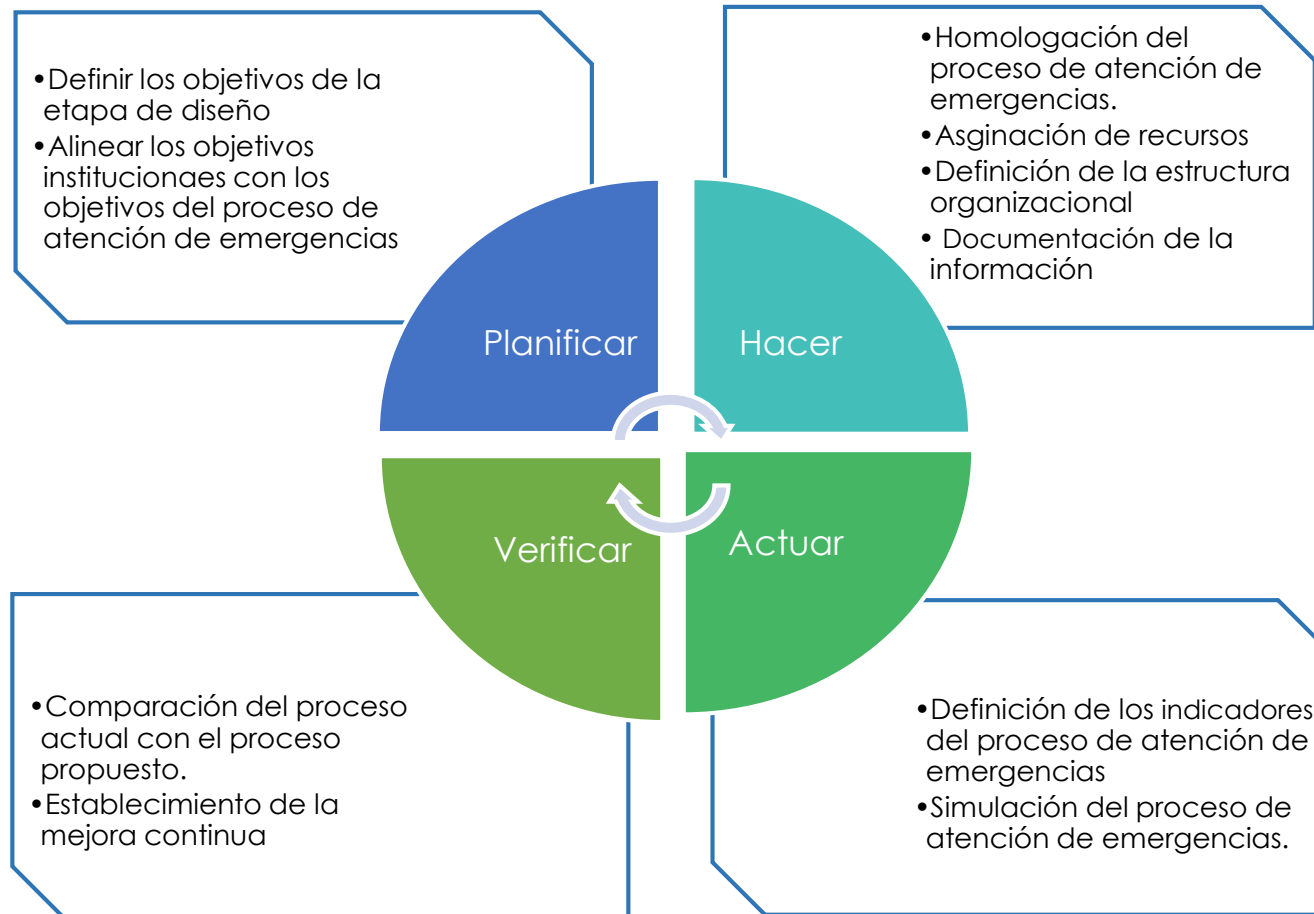 •Definir los objetivos de la
etapa de diseño
•Alinear los objetivos
institucionaes con los
objetivos del proceso de
atención de emergencias
•Homologación del
proceso de atención de
emergencias.
•Asginación de recursos
•Definición de la estructura
organizacional
• Documentación de la
información
Planificar
Hacer
Verificar
Actuar
•Comparación del proceso
actual con el proceso
propuesto.
•Establecimiento de la
mejora continua
•Definición de los indicadores
del proceso de atención de
emergencias
•Simulación del proceso de
atención de emergencias.